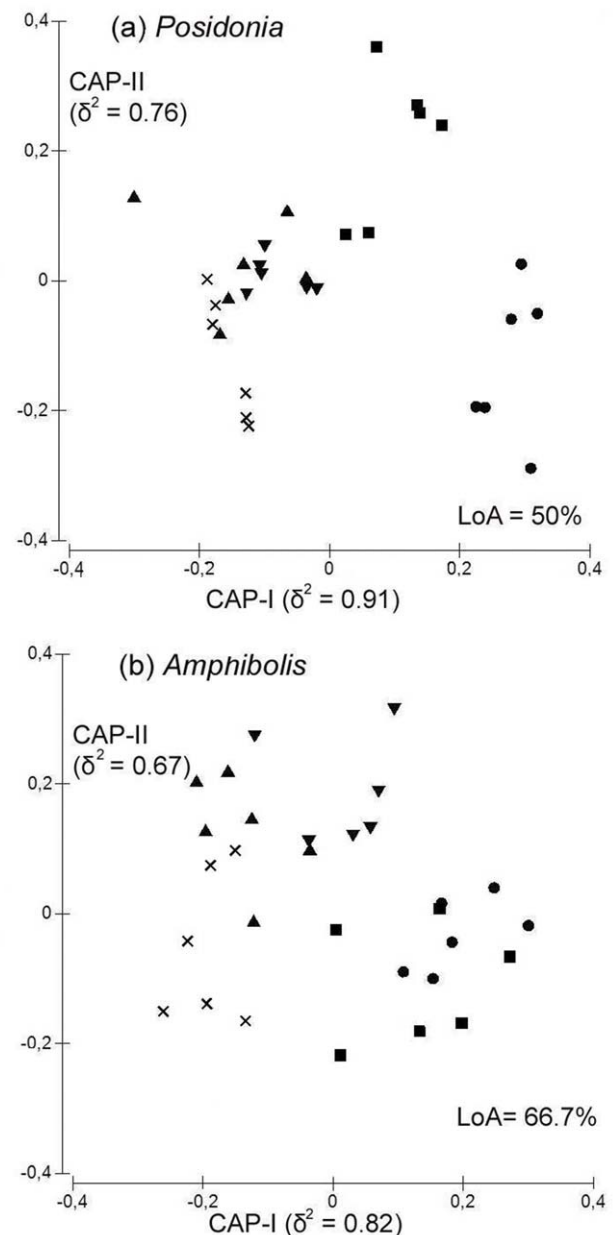 (a) Posidonia
0,4
CAP-II
(δ² = 0.76)
0,2
0
-0,2
LoA = 50%
-0,4
-0,4 -0,2 0 0,2 0,4
CAP-I (δ² = 0.91)
(b) Amphibolis
0,4
CAP-II
(δ² = 0.67)
0,2
0
-0,2
LoA= 66.7%
-0,4
-0,4 -0,2 0 0,2 0,4
CAP-I (δ² = 0.82)